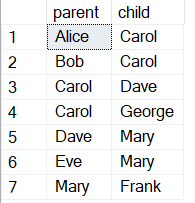 parent child
1 Alice Carol
2 Bob Carol
3 Carol Dave
4 Carol George
5 Dave Mary
6 Eve Mary
7 Mary Frank